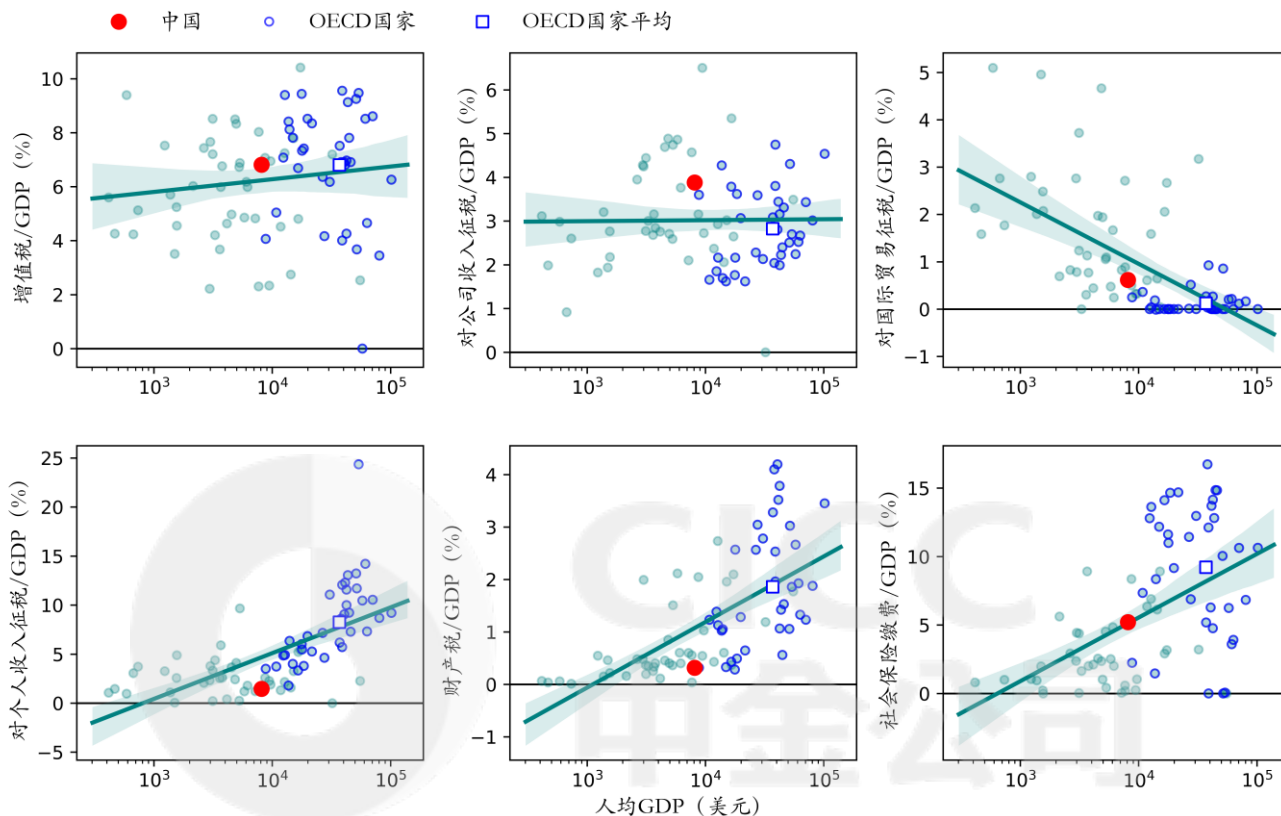 中国 OECD国家 OECD国家平均
增值税/GDP（%）
10
8
6
4
2
0
10³ 10⁴ 10⁵
对公司收入征税/GDP（%）
6
5
4
3
2
1
0
10³ 10⁴ 10⁵
对国际贸易征税/GDP（%）
5
4
3
2
1
0
−1
10³ 10⁴ 10⁵
对个人收入征税/GDP（%）
25
20
15
10
5
0
−5
10³ 10⁴ 10⁵
财产税/GDP（%）
4
3
2
1
0
−1
10³ 10⁴ 10⁵
社会保险缴费/GDP（%）
15
10
5
0
10³ 10⁴ 10⁵
人均GDP（美元）
CICC
中金公司